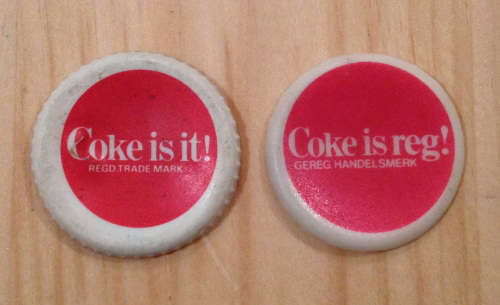 Coke is it!
REGD.TRADE MARK
Coke is reg!
GEREG.HANDELSMERK